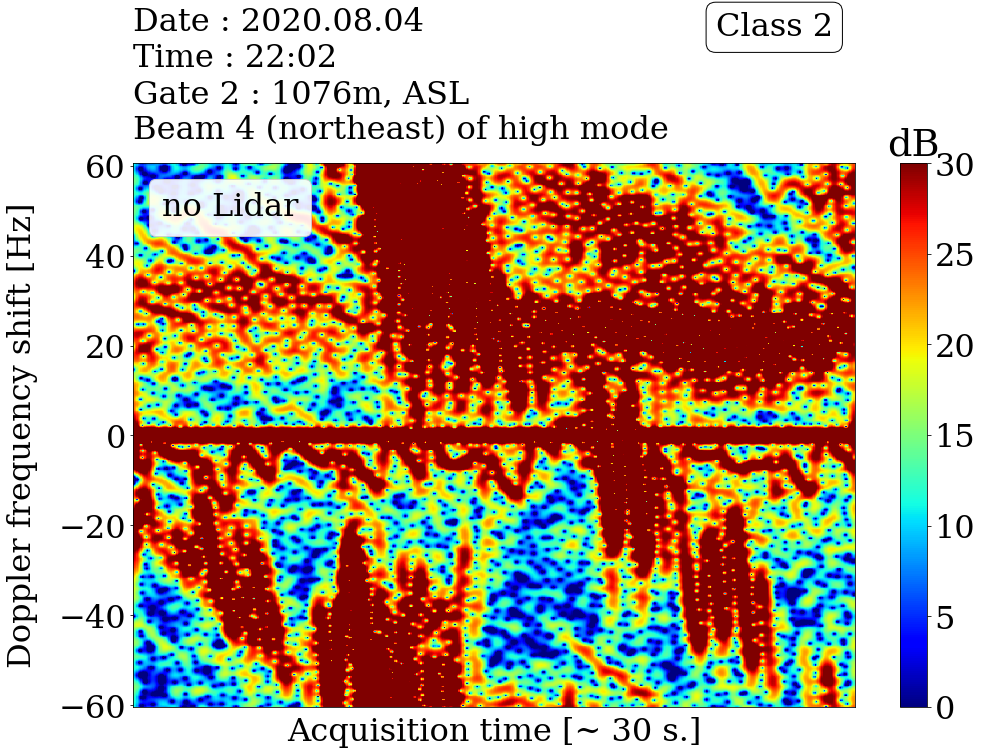 Date : 2020.08.04
Time : 22:02
Gate 2 : 1076m, ASL
Beam 4 (northeast) of high mode
Class 2
dB
no Lidar
Doppler frequency shift [Hz]
60
40
20
0
−20
−40
−60
30
25
20
15
10
5
0
Acquisition time [~ 30 s.]